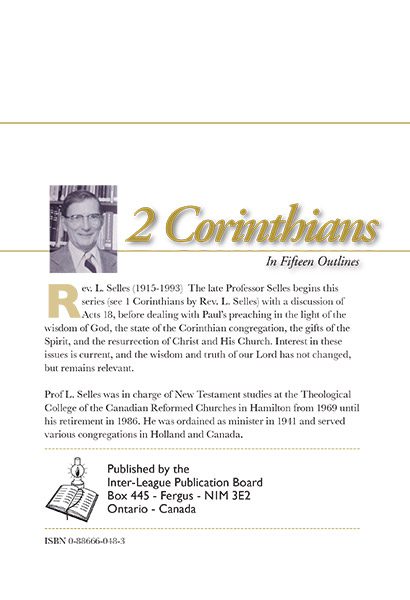 2 Corinthians
In Fifteen Outlines
Rev. L. Selles (1915-1993) The late Professor Selles begins this
series (see 1 Corinthians by Rev. L. Selles) with a discussion of
Acts 18, before dealing with Paul's preaching in the light of the
wisdom of God, the state of the Corinthian congregation, the gifts of the
Spirit, and the resurrection of Christ and His Church. Interest in these
issues is current, and the wisdom and truth of our Lord has not changed,
but remains relevant.
Prof L. Selles was in charge of New Testament studies at the Theological
College of the Canadian Reformed Churches in Hamilton from 1969 until
his retirement in 1986. He was ordained as minister in 1941 and served
various congregations in Holland and Canada.
Published by the
Inter-League Publication Board
Box 445 - Fergus - N1M 3E2
Ontario - Canada
ISBN 0-88666-048-3